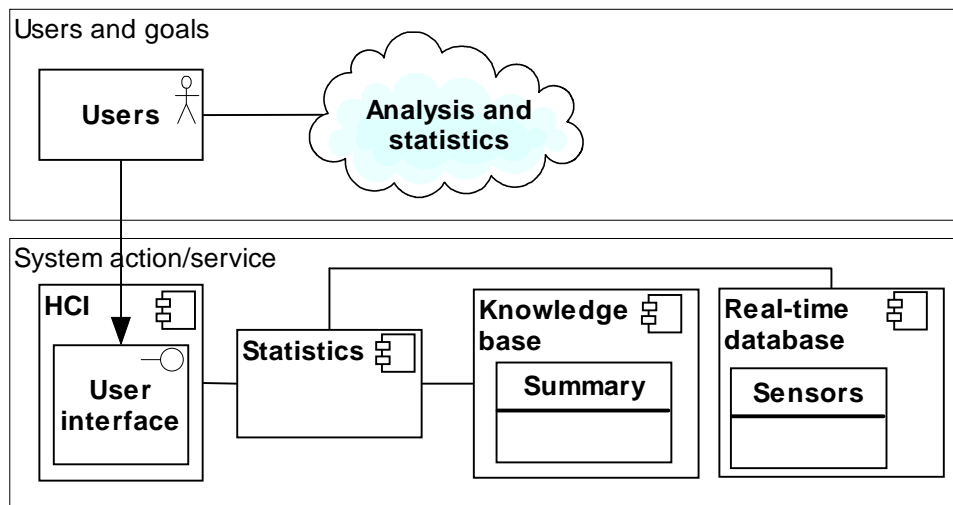 Users and goals
Users
Analysis and
statistics
System action/service
HCI
User
interface
Statistics
Knowledge
base
Summary
Real-time
database
Sensors